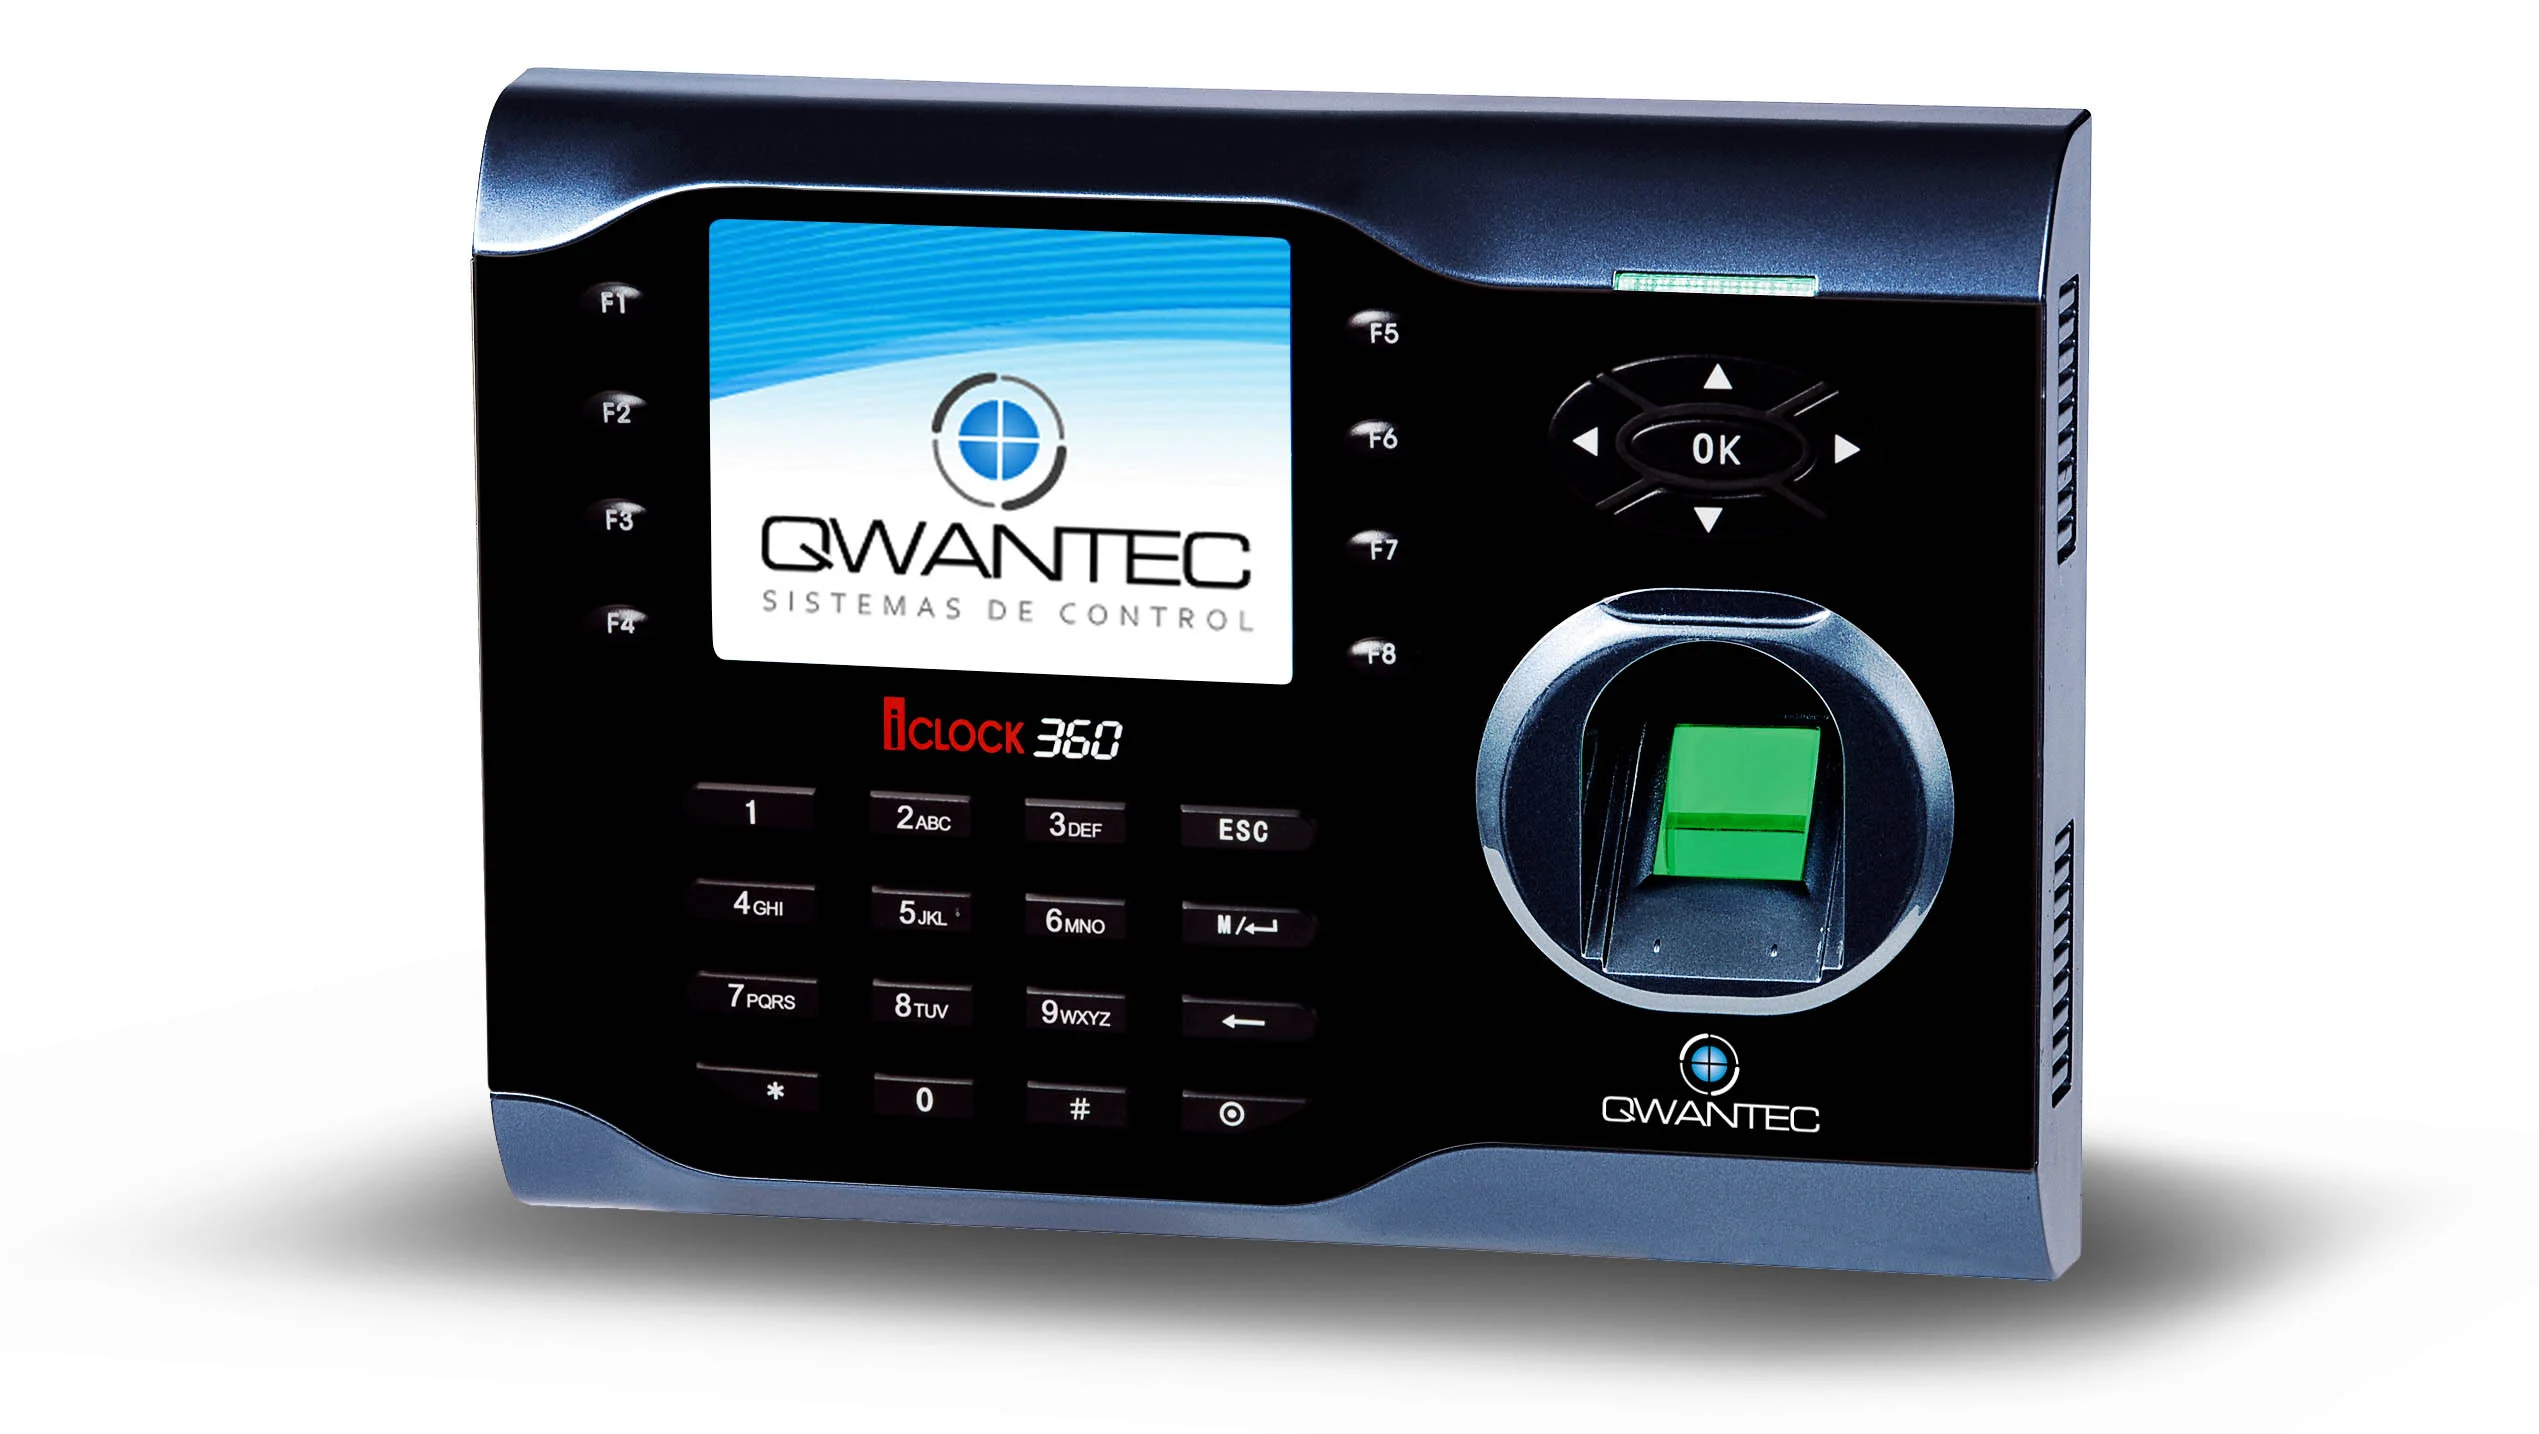 F1
F2
F3
F4
QWANTEC
SISTEMAS DE CONTROL
F5
F6
F7
F8
OK
iCLOCK 360
1
2ABC
3DEF
ESC
4GHI
5JKL
6MNO
M/↵
7PQRS
8TUV
9WXYZ
←
*
0
#
QWANTEC